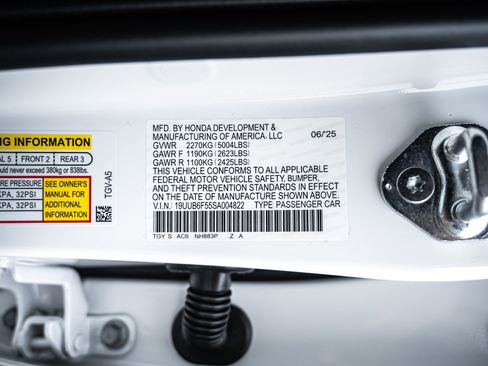 NG INFORMATION
AL 5 FRONT 2 REAR 3
ould never exceed 380kg or 838lbs.
RE PRESSURE
KPA, 32PSI
KPA, 32PSI
SEE OWNER'S
MANUAL FOR
ADDITIONAL
INFORMATION
TGV-A5
MFD. BY HONDA DEVELOPMENT &
MANUFACTURING OF AMERICA. LLC 06/'25
GVWR 2270KG(5004LBS)
GAWR F 1190KG(2623LBS)
GAWR R 1100KG(2425LBS)
THIS VEHICLE CONFORMS TO ALL APPLICABLE
FEDERAL MOTOR VEHICLE SAFETY, BUMPER,
AND THEFT PREVENTION STANDARDS IN EFFECT
ON THE DATE OF MANUFACTURE SHOWN ABOVE.
V.I.N. 19UUB6F55SA004822 TYPE PASSENGER CAR
TGY S AC6 NH883P Z A